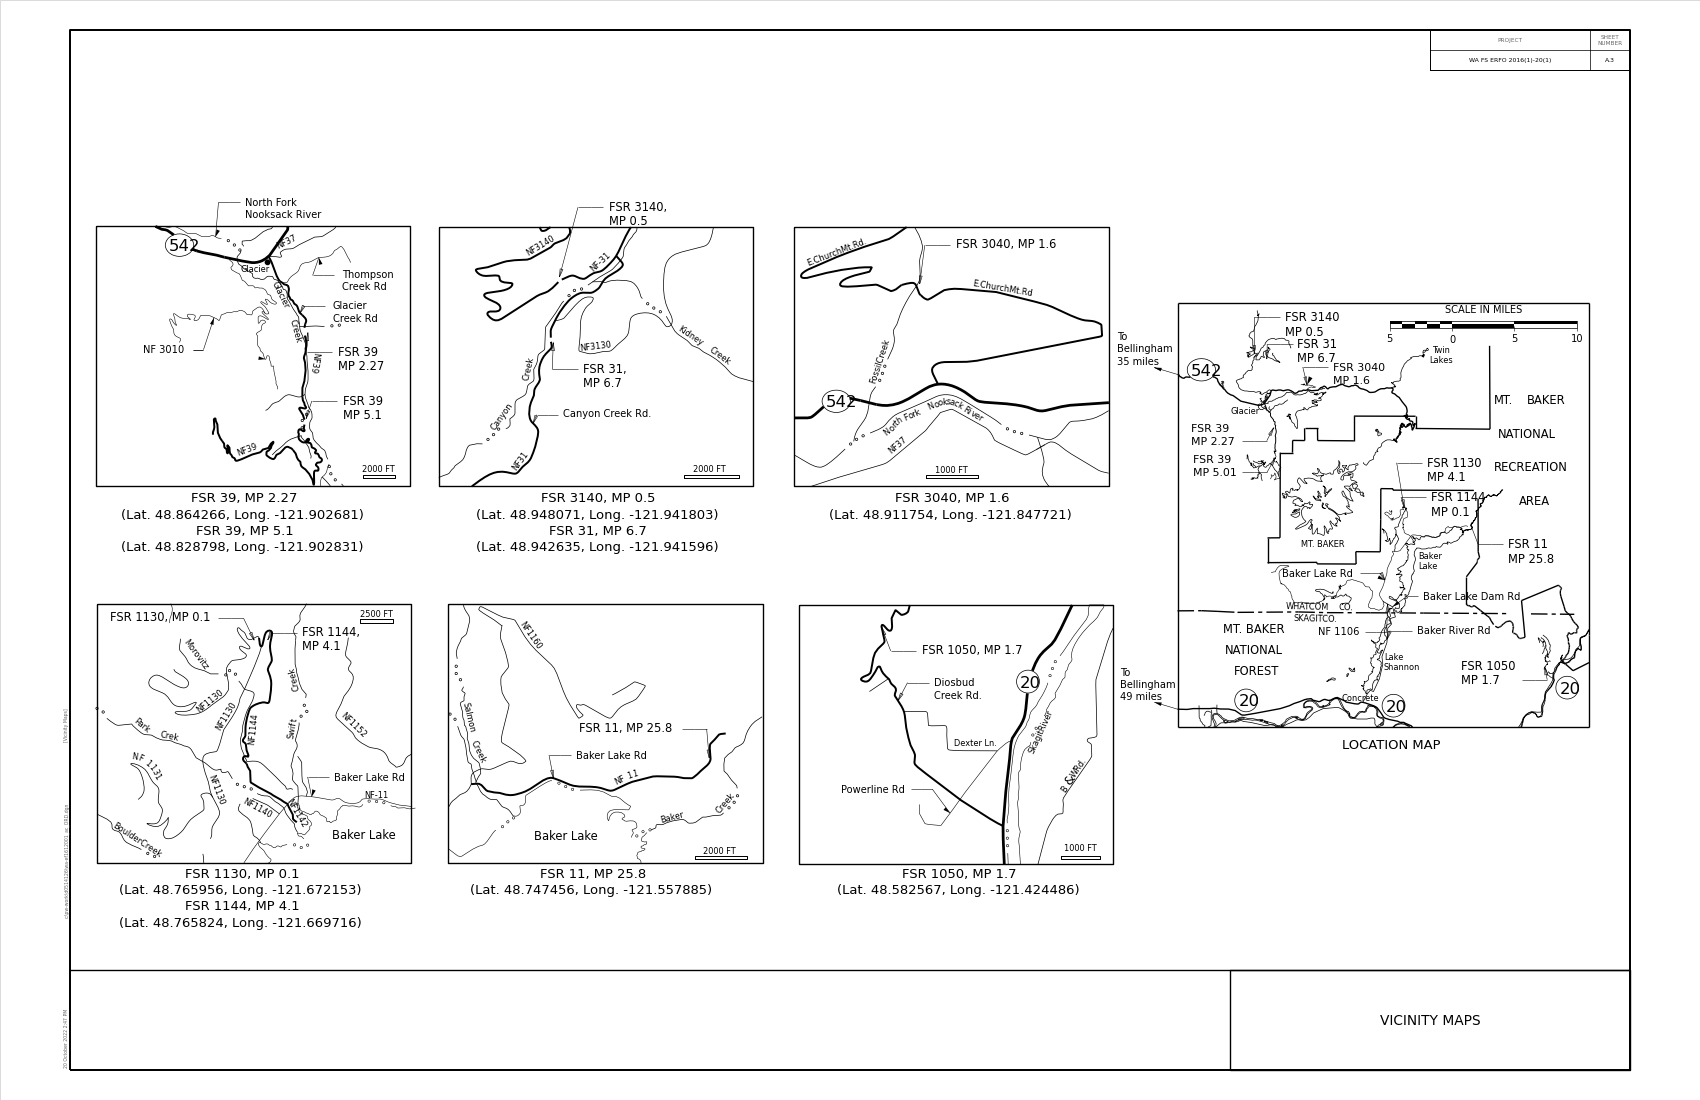 PROJECT
SHEET
NUMBER
WA FS ERFO 2016(1)-20(1)
A.3
North Fork
Nooksack River
542
NF37
Glacier
Thompson
Creek Rd
Glacier
Creek
Glacier
Creek Rd
NF 3010
NF39
FSR 39
MP 2.27
FSR 39
MP 5.1
NF39
2000 FT
FSR 39, MP 2.27
(Lat. 48.864266, Long. -121.902681)
FSR 39, MP 5.1
(Lat. 48.828798, Long. -121.902831)
FSR 3140,
MP 0.5
NF3140
NF-31
NF3130
Kidney
Creek
Creek
Canyon
FSR 31,
MP 6.7
Canyon Creek Rd.
NF31
2000 FT
FSR 3140, MP 0.5
(Lat. 48.948071, Long. -121.941803)
FSR 31, MP 6.7
(Lat. 48.942635, Long. -121.941596)
FSR 3040, MP 1.6
E.ChurchMt.Rd.
E.ChurchMt.Rd
FossilCreek
542
North Fork
Nooksack River
NF37
1000 FT
FSR 3040, MP 1.6
(Lat. 48.911754, Long. -121.847721)
To
Bellingham
35 miles
542
FSR 3140
MP 0.5
FSR 31
MP 6.7
FSR 3040
MP 1.6
SCALE IN MILES
5
0
5
10
Twin
Lakes
Glacier
FSR 39
MP 2.27
FSR 39
MP 5.01
MT.
BAKER
NATIONAL
RECREATION
AREA
FSR 1130
MP 4.1
FSR 1144
MP 0.1
MT. BAKER
FSR 11
MP 25.8
Baker
Lake
Baker Lake Rd
Baker Lake Dam Rd
WHATCOM
CO.
SKAGITCO.
NF 1106
Baker River Rd
MT. BAKER
NATIONAL
FOREST
Lake
Shannon
FSR 1050
MP 1.7
Concrete
20
20
20
To
Bellingham
49 miles
LOCATION MAP
FSR 1130, MP 0.1
2500 FT
FSR 1144,
MP 4.1
Morovitz
Creek
NF1130
NF1130
NF1144
Swift
NF1152
Park
Crek
N.F 1131
NF1130
NF1140
NF1142
Baker Lake Rd
NF-11
BoulderCreek
Baker Lake
FSR 1130, MP 0.1
(Lat. 48.765956, Long. -121.672153)
FSR 1144, MP 4.1
(Lat. 48.765824, Long. -121.669716)
NF1160
Salmon
Creek
FSR 11, MP 25.8
Baker Lake Rd
NF 11
Baker
Creek
Baker Lake
2000 FT
FSR 11, MP 25.8
(Lat. 48.747456, Long. -121.557885)
FSR 1050, MP 1.7
20
Diosbud
Creek Rd.
Dexter Ln.
SkagitRiver
Powerline Rd
1000 FT
FSR 1050, MP 1.7
(Lat. 48.582567, Long. -121.424486)
VICINITY MAPS
[Vicinity Maps]
20 October 2022 2:47 PM